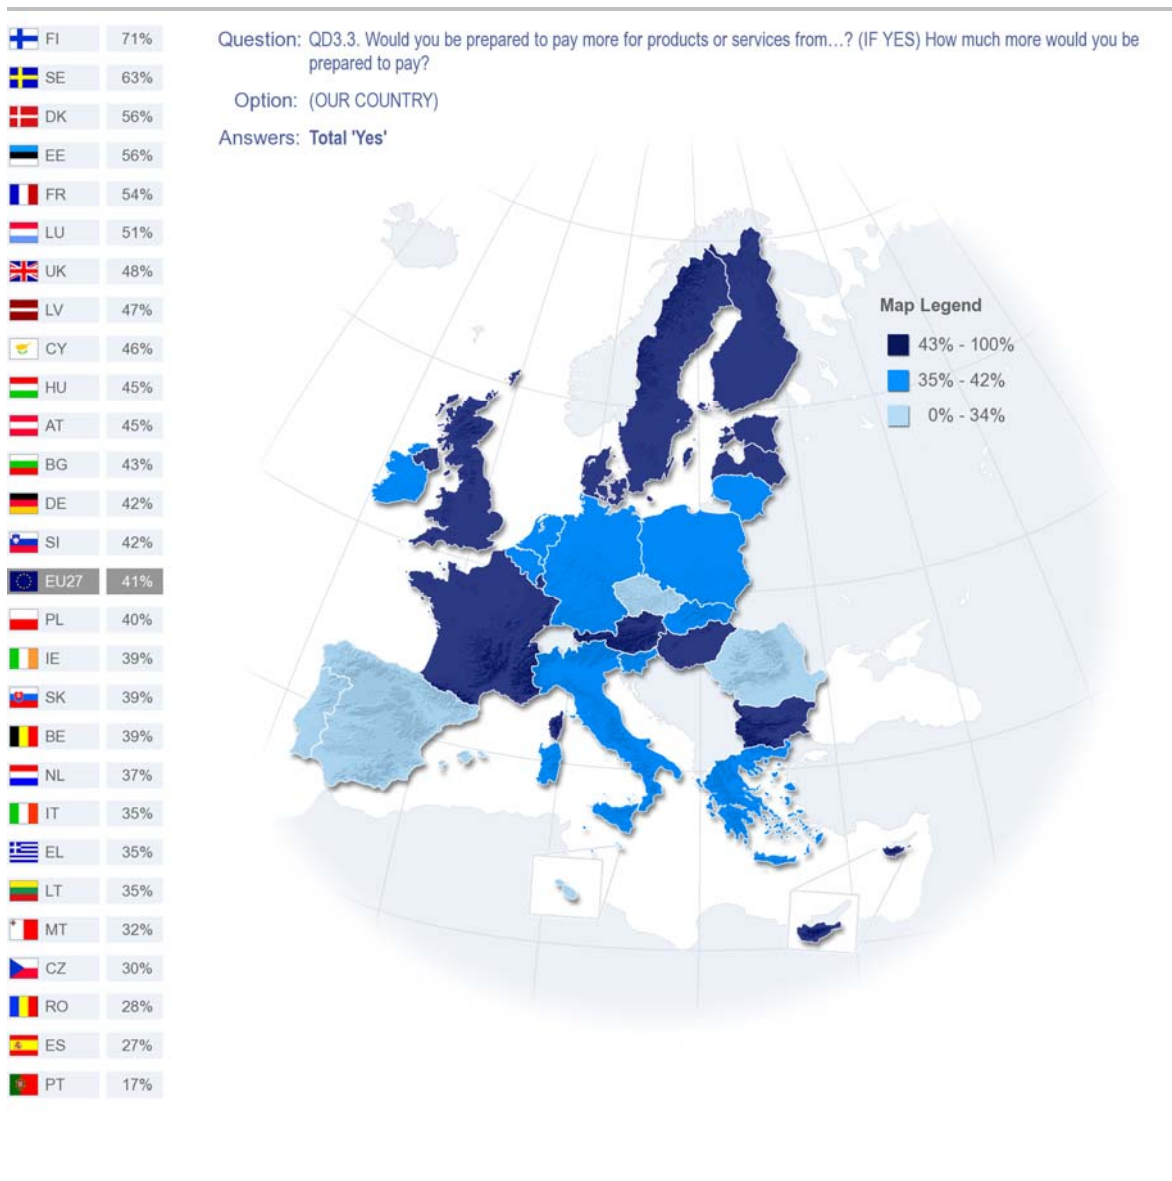 FI 71%
SE 63%
DK 56%
EE 56%
FR 54%
LU 51%
UK 48%
LV 47%
CY 46%
HU 45%
AT 45%
BG 43%
DE 42%
SI 42%
EU27 41%
PL 40%
IE 39%
SK 39%
BE 39%
NL 37%
IT 35%
EL 35%
LT 35%
MT 32%
CZ 30%
RO 28%
ES 27%
PT 17%
Question: QD3.3. Would you be prepared to pay more for products or services from…? (IF YES) How much more would you be
prepared to pay?
Option: (OUR COUNTRY)
Answers: Total 'Yes'
Map Legend
43% - 100%
35% - 42%
0% - 34%